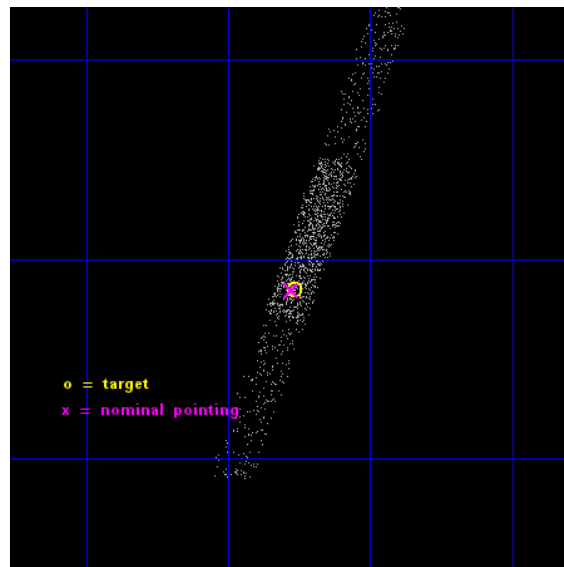 o = target
x = nominal pointing